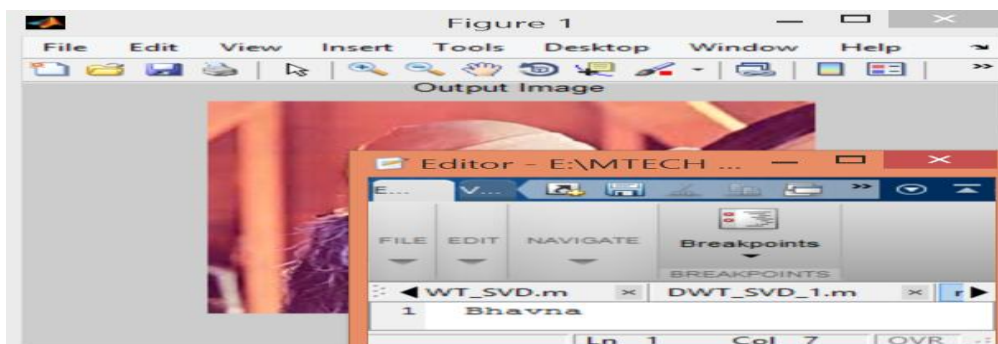 Figure 1
File Edit View Insert Tools Desktop Window Help
Output Image
Editor - E:\MTECH ...
E... V...
FILE EDIT NAVIGATE Breakpoints
BREAKPOINTS
WT_SVD.m DWT_SVD_1.m r
1 Bhavna
Ln 1 Col 7 OVR